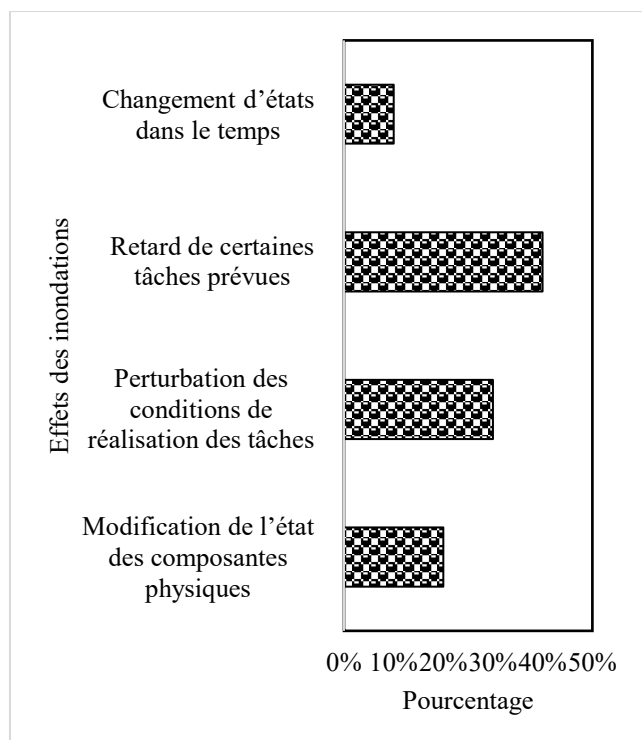 Changement d’états
dans le temps
Retard de certaines
tâches prévues
Perturbation des
conditions de
réalisation des tâches
Modification de l’état
des composantes
physiques
Effets des inondations
0% 10%20%30%40%50%
Pourcentage